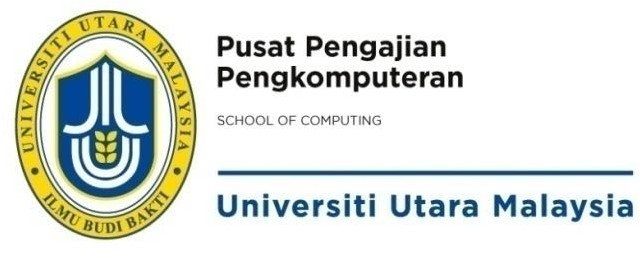 UNIVERSITI UTARA MALAYSIA
ILMU BUDI BAKTI
Pusat Pengajian
Pengkomputeran
SCHOOL OF COMPUTING
Universiti Utara Malaysia